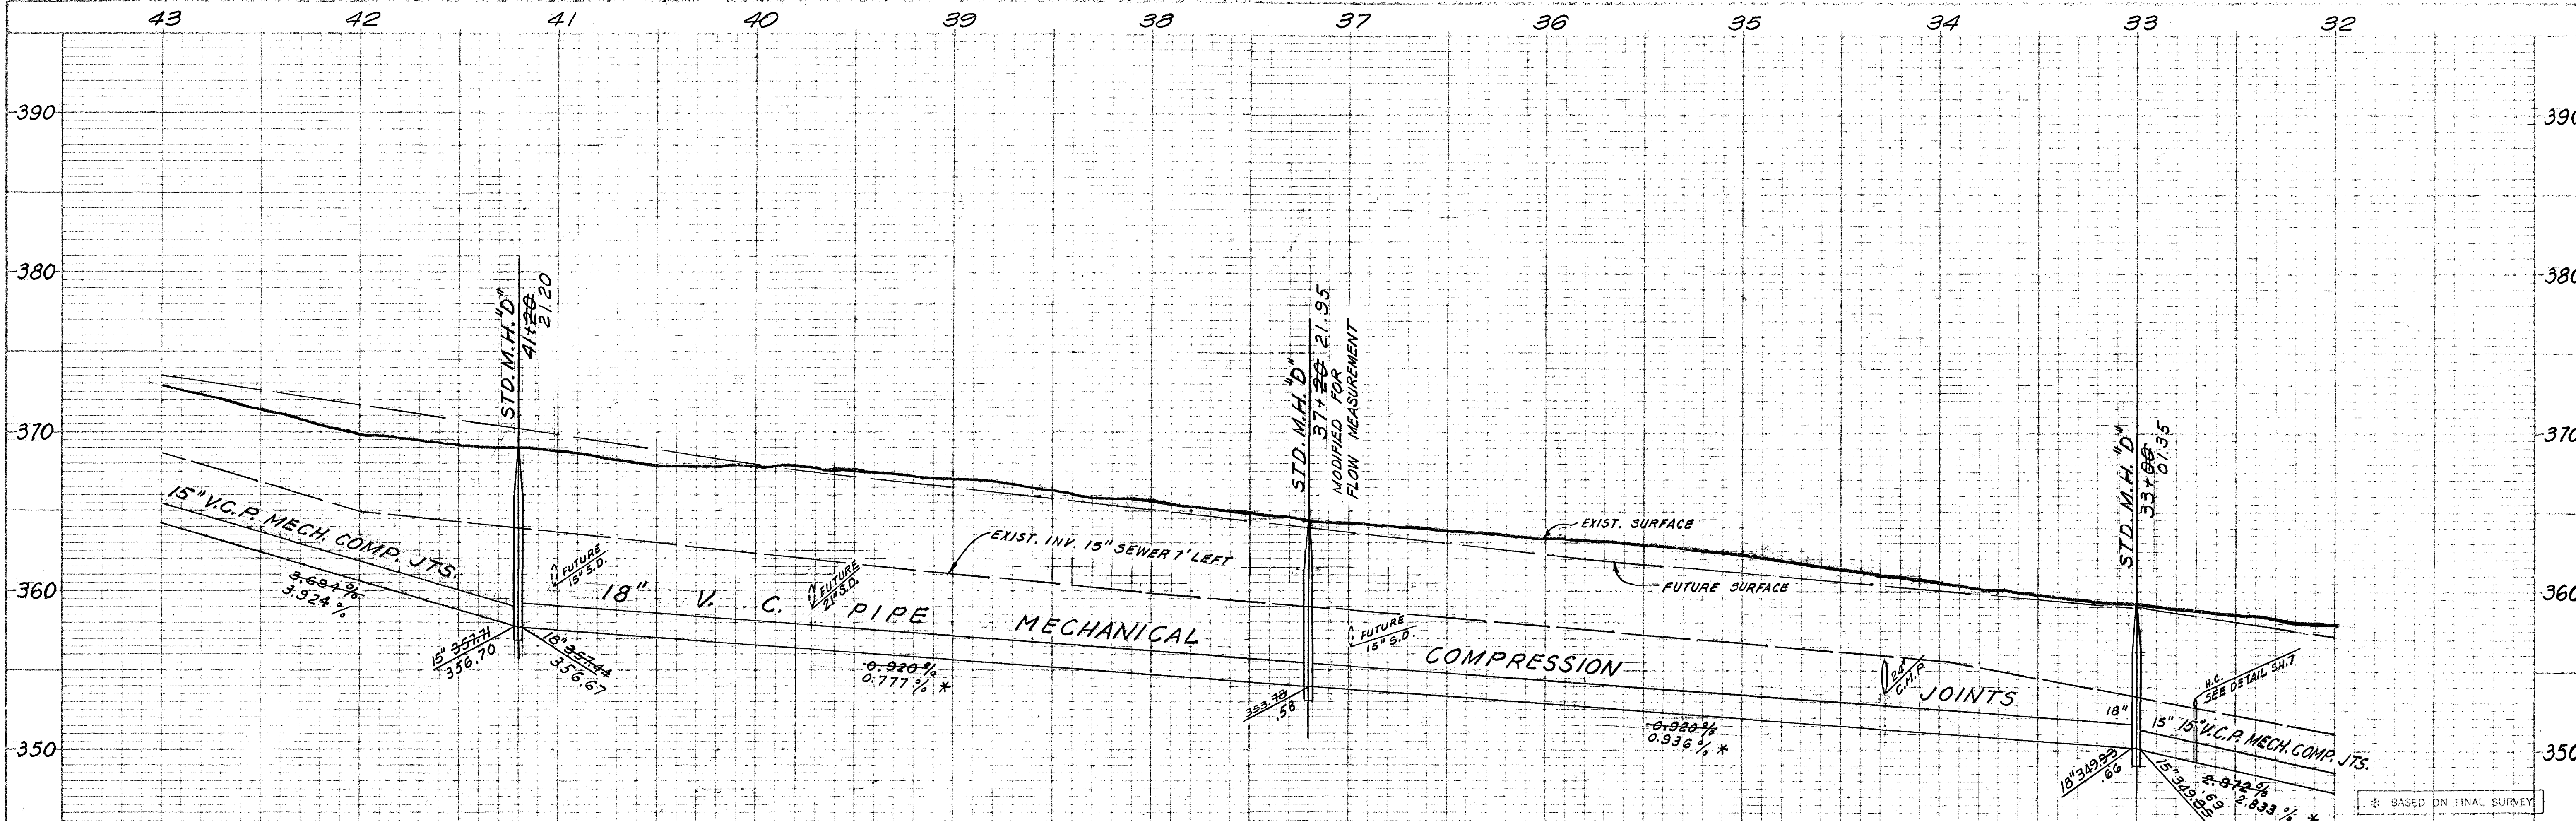 43 42 41 40 39 38 37 36 35 34 33 32
390
390
380
380
370
370
360
360
350
350
STD. M.H. "D"
41+20
21.20
STD. M.H. "D"
37+20 21.95
MODIFIED FOR
FLOW MEASUREMENT
STD. M.H. "D"
33+00
01.35
15" V.C.P. MECH. COMP. JTS.
3.924 %
15" 357.71
356.70
18" 357.44
356.67
FUTURE
15" S.D.
FUTURE
21" S.D.
18" V. C. PIPE MECHANICAL COMPRESSION JOINTS
EXIST. INV. 15" SEWER 7' LEFT
0.920 %
0.777 % *
353.78
.58
FUTURE
15" S.D.
EXIST. SURFACE
FUTURE SURFACE
0.920 %
0.936 % *
24"
C.M.P.
H.C.
SEE DETAIL SH.7
18"
15" 15" V.C.P. MECH. COMP. JTS.
18" 349.93
.66
15" 349.85
.69
2.872 %
2.833 % *
* BASED ON FINAL SURVEY